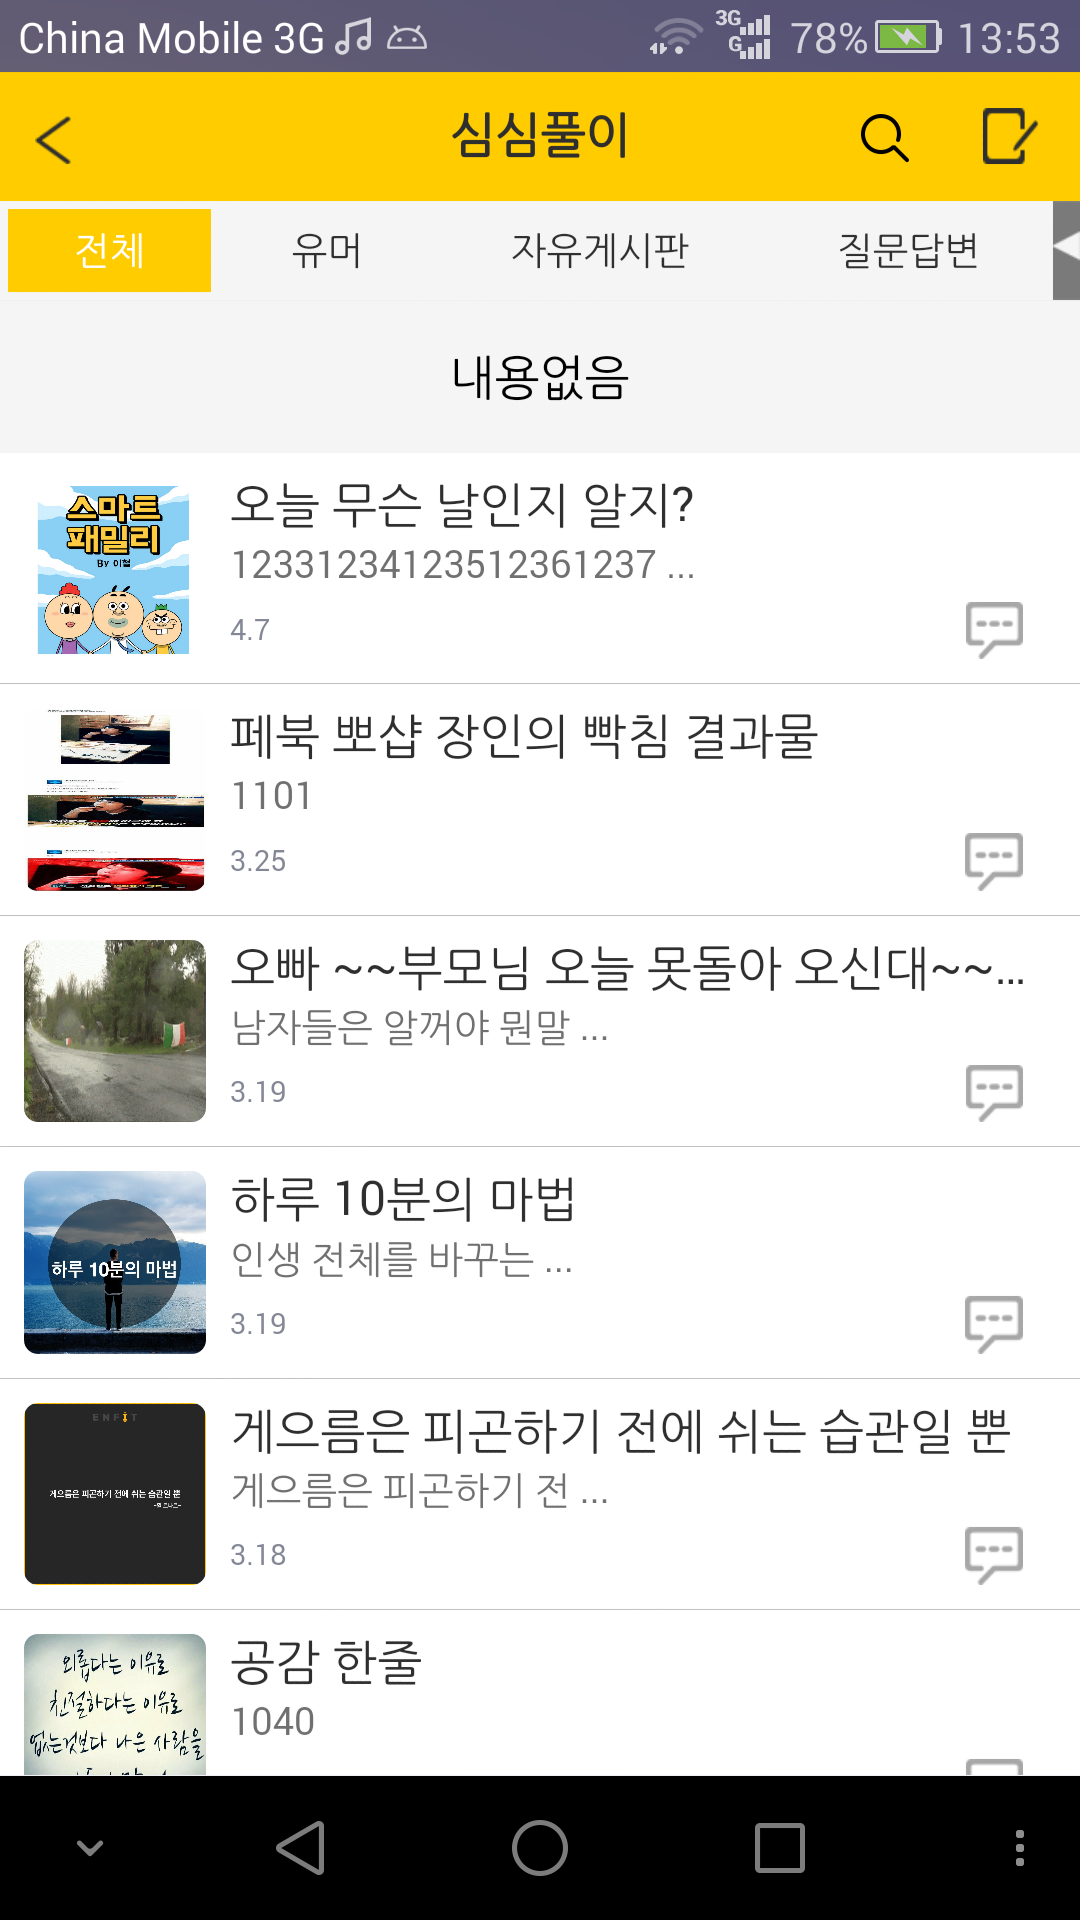 China Mobile 3G 3G G 78% 13:53
심심풀이
전체 유머 자유게시판 질문답변
내용없음
스마트
패밀리
By 이철
오늘 무슨 날인지 알지?
12331234123512361237 ...
4.7
페북 뽀샵 장인의 빡침 결과물
1101
3.25
오빠 ~~부모님 오늘 못돌아 오신대~~...
남자들은 알꺼야 뭔말 ...
3.19
하루 10분의 마법
하루 10분의 마법
인생 전체를 바꾸는 ...
3.19
ENFIT
게으름은 피곤하기 전에 쉬는 습관일 뿐
게으름은 피곤하기 전에 쉬는 습관일 뿐
게으름은 피곤하기 전 ...
3.18
외롭다는 이유로
친절하다는 이유로
없는것보다 나은 사람을
공감 한줄
1040